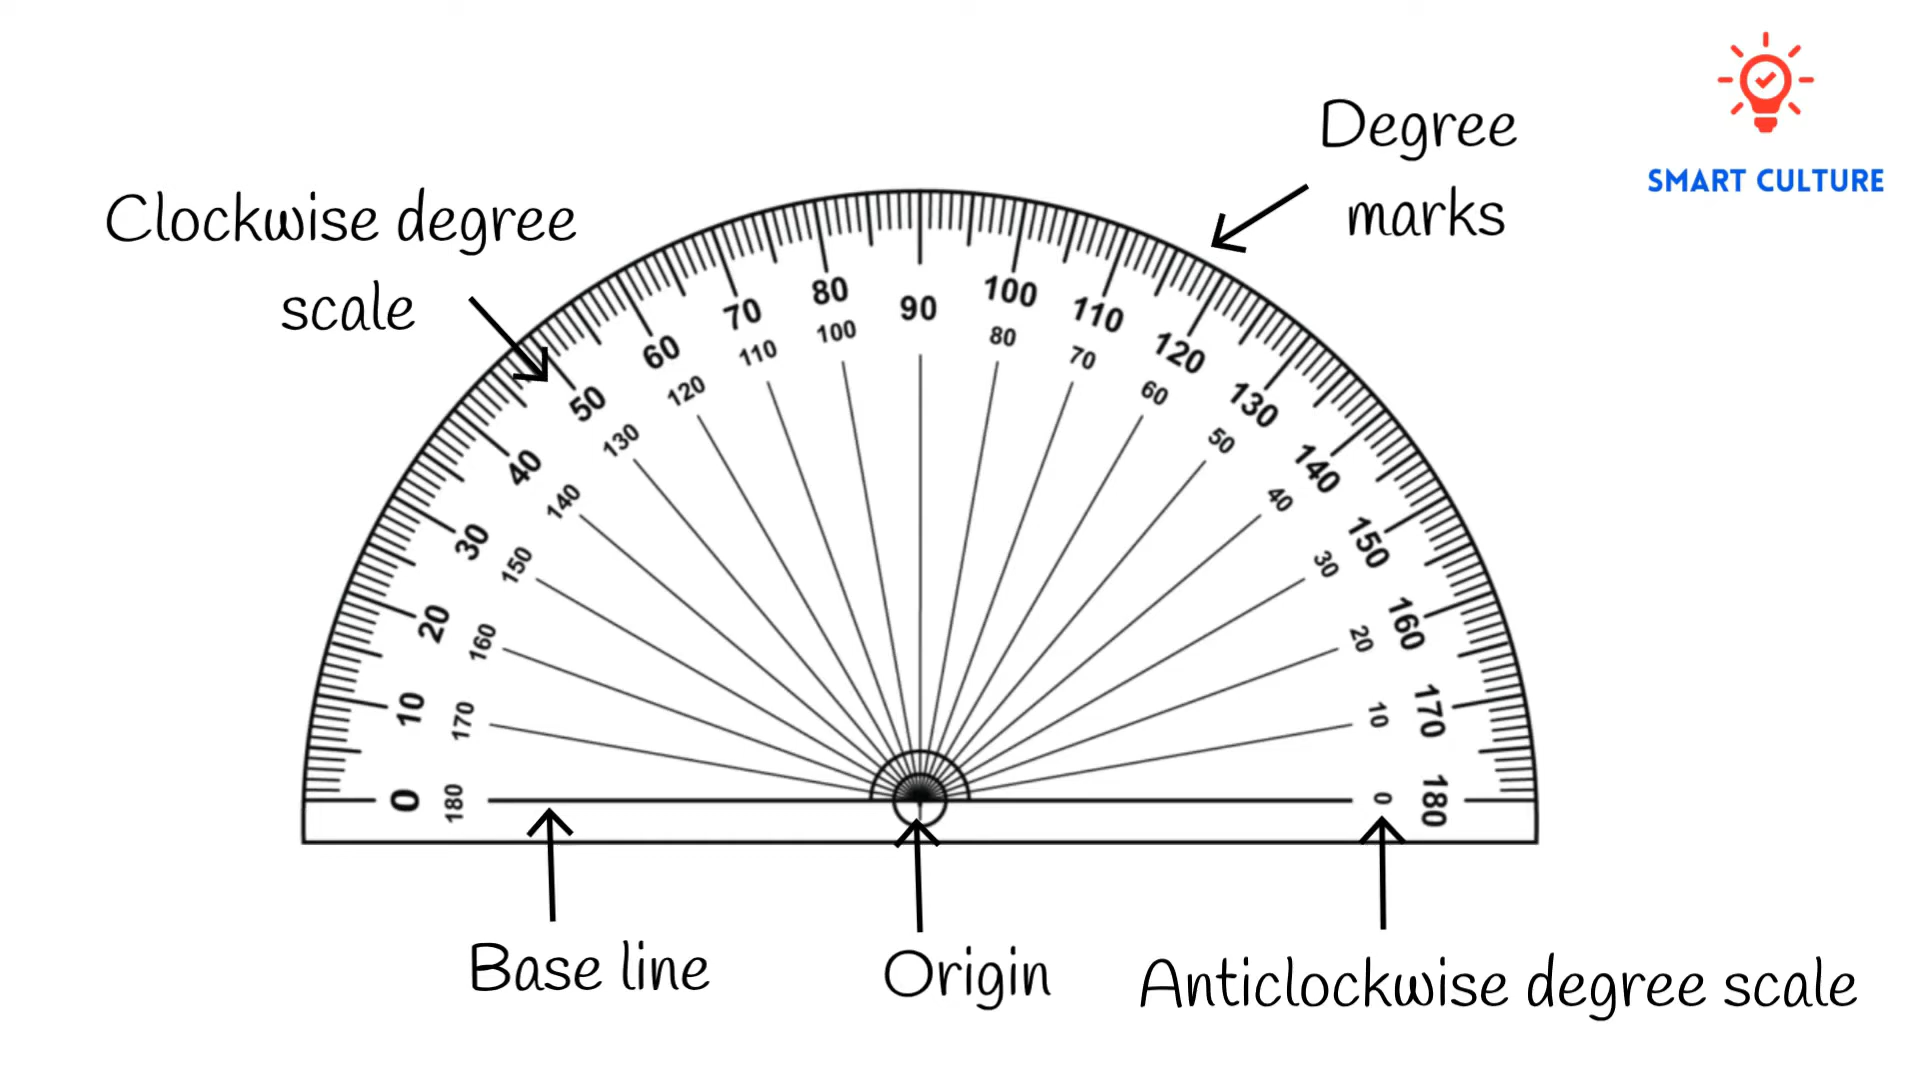 Degree
marks
SMART CULTURE
Clockwise degree
scale
0 10 20 30 40 50 60 70 80 90 100 110 120 130 140 150 160 170 180
180 170 160 150 140 130 120 110 100 80 70 60 50 40 30 20 10 0
Base line
Origin
Anticlockwise degree scale